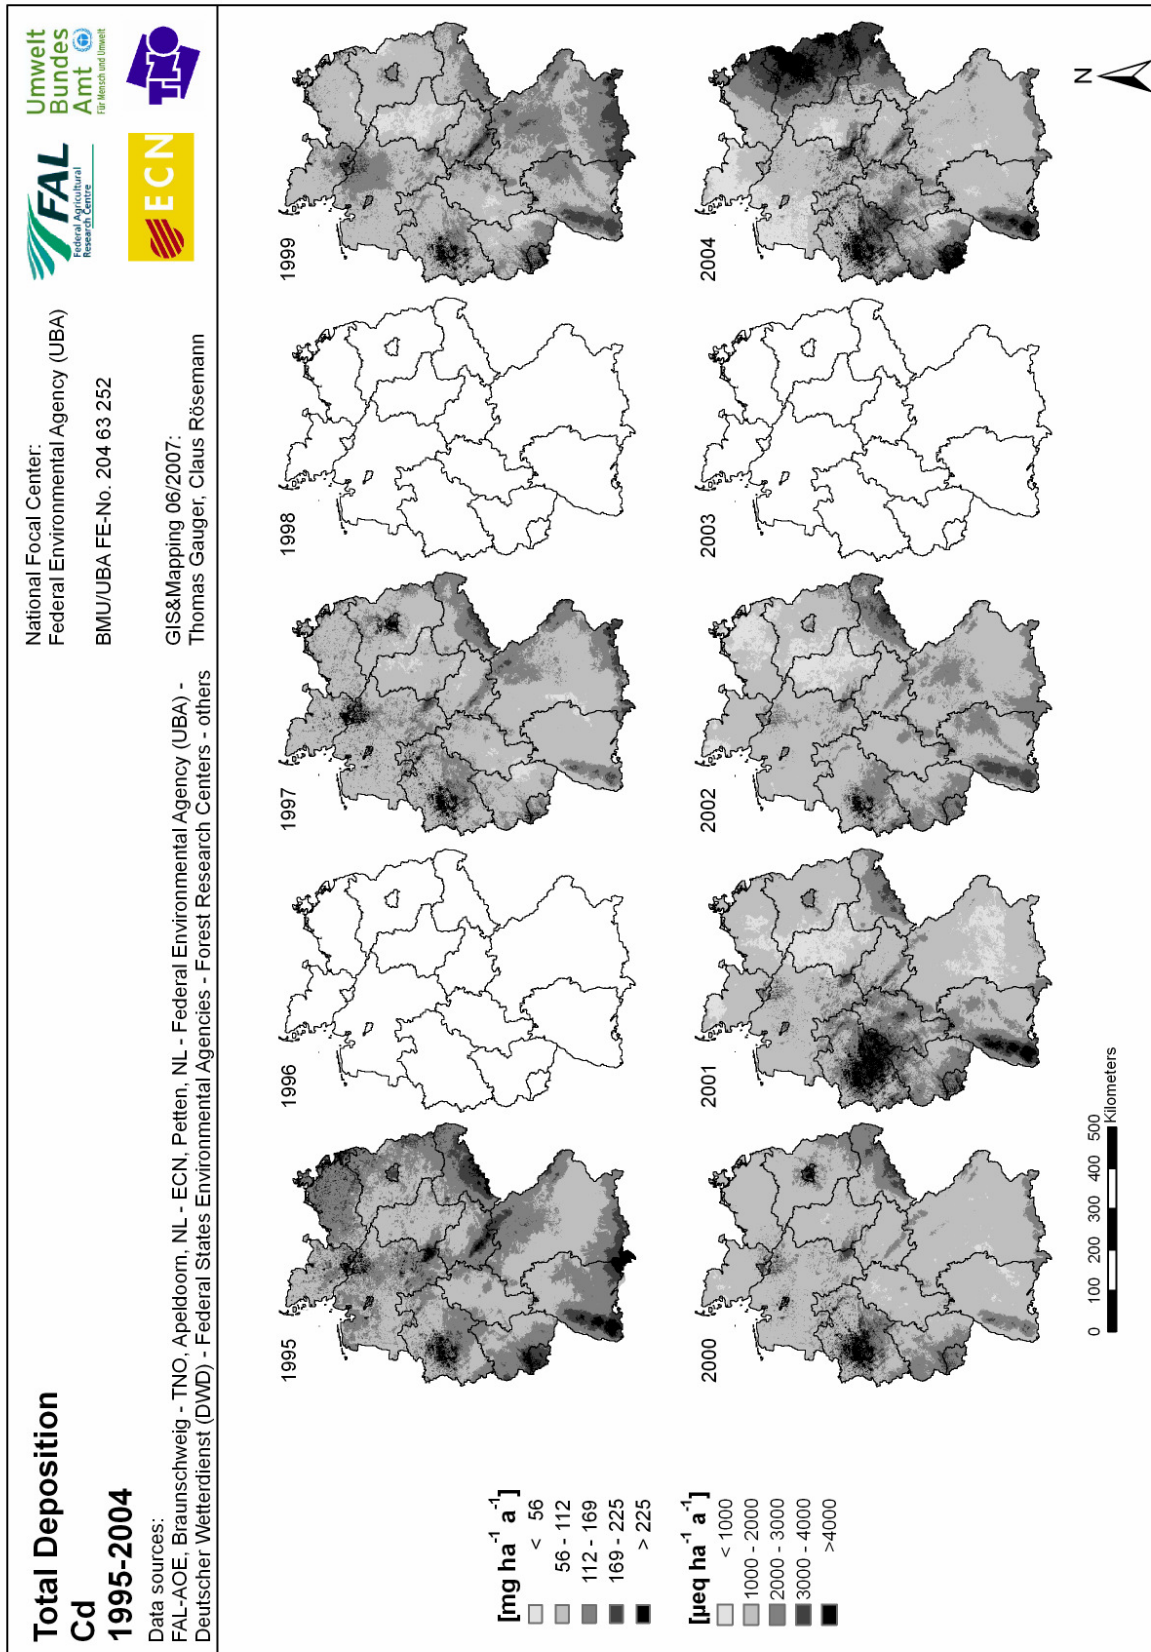 Total Deposition
Cd
1995-2004
Data sources:
FAL-AOE, Braunschweig - TNO, Apeldoorn, NL - ECN, Petten, NL - Federal Environmental Agency (UBA) -
Deutscher Wetterdienst (DWD) - Federal States Environmental Agencies - Forest Research Centers - others
National Focal Center:
Federal Environmental Agency (UBA)
BMU/UBA FE-No. 204 63 252
GIS&Mapping 06/2007:
Thomas Gauger, Claus Rösemann
FAL
Federal Agricultural
Research Centre
Umwelt
Bundes
Amt
Für Mensch und Umwelt
ECN
TNO
1995
1996
1997
1998
1999
[mg ha⁻¹ a⁻¹]
< 56
56 - 112
112 - 169
169 - 225
> 225
2000
2001
2002
2003
2004
[µeq ha⁻¹ a⁻¹]
< 1000
1000 - 2000
2000 - 3000
3000 - 4000
>4000
0 100 200 300 400 500
Kilometers
N